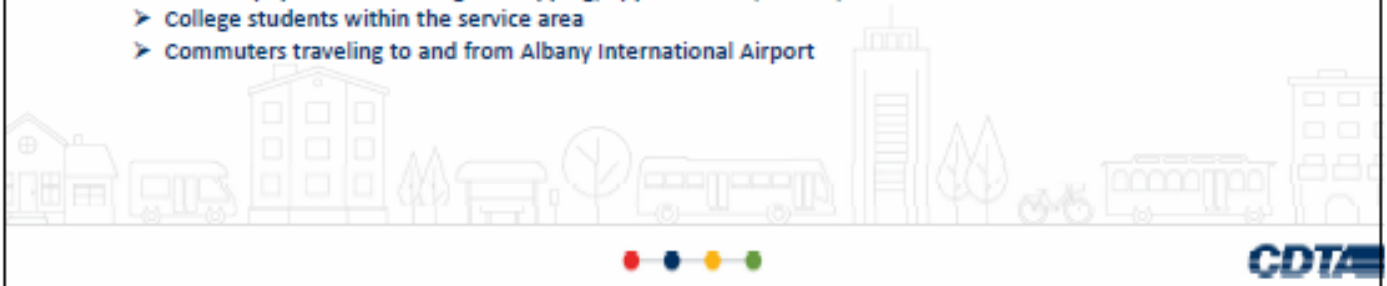 ➤ College students within the service area
➤ Commuters traveling to and from Albany International Airport
CDTA